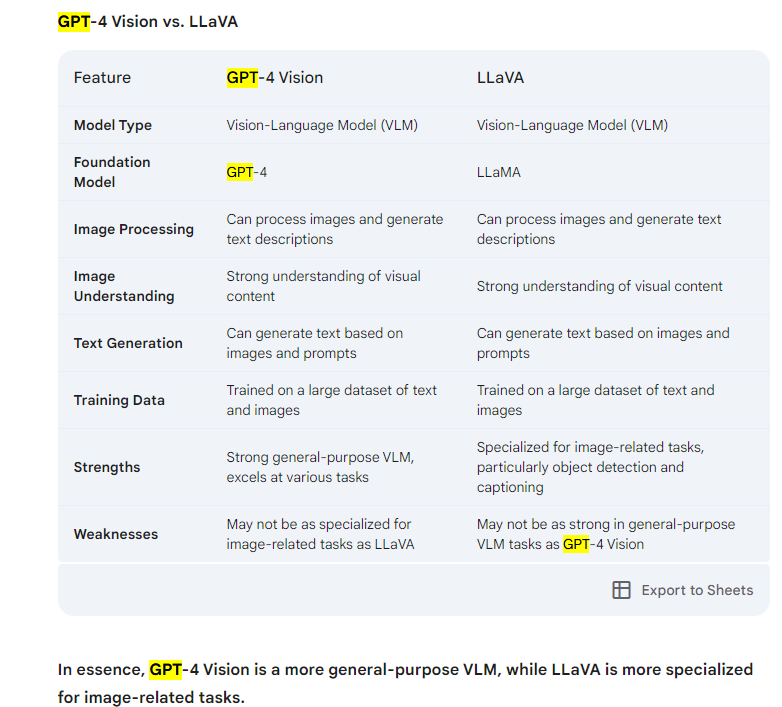 GPT-4 Vision vs. LLaVA
Feature GPT-4 Vision LLaVA
Model Type Vision-Language Model (VLM) Vision-Language Model (VLM)
Foundation
Model
GPT-4 LLaMA
Image Processing
Can process images and generate
text descriptions
Can process images and generate text
descriptions
Image
Understanding
Strong understanding of visual
content
Strong understanding of visual content
Text Generation
Can generate text based on
images and prompts
Can generate text based on images and
prompts
Training Data
Trained on a large dataset of text
and images
Trained on a large dataset of text and
images
Strengths
Strong general-purpose VLM,
excels at various tasks
Specialized for image-related tasks,
particularly object detection and
captioning
Weaknesses
May not be as specialized for
image-related tasks as LLaVA
May not be as strong in general-purpose
VLM tasks as GPT-4 Vision
Export to Sheets
In essence, GPT-4 Vision is a more general-purpose VLM, while LLaVA is more specialized
for image-related tasks.